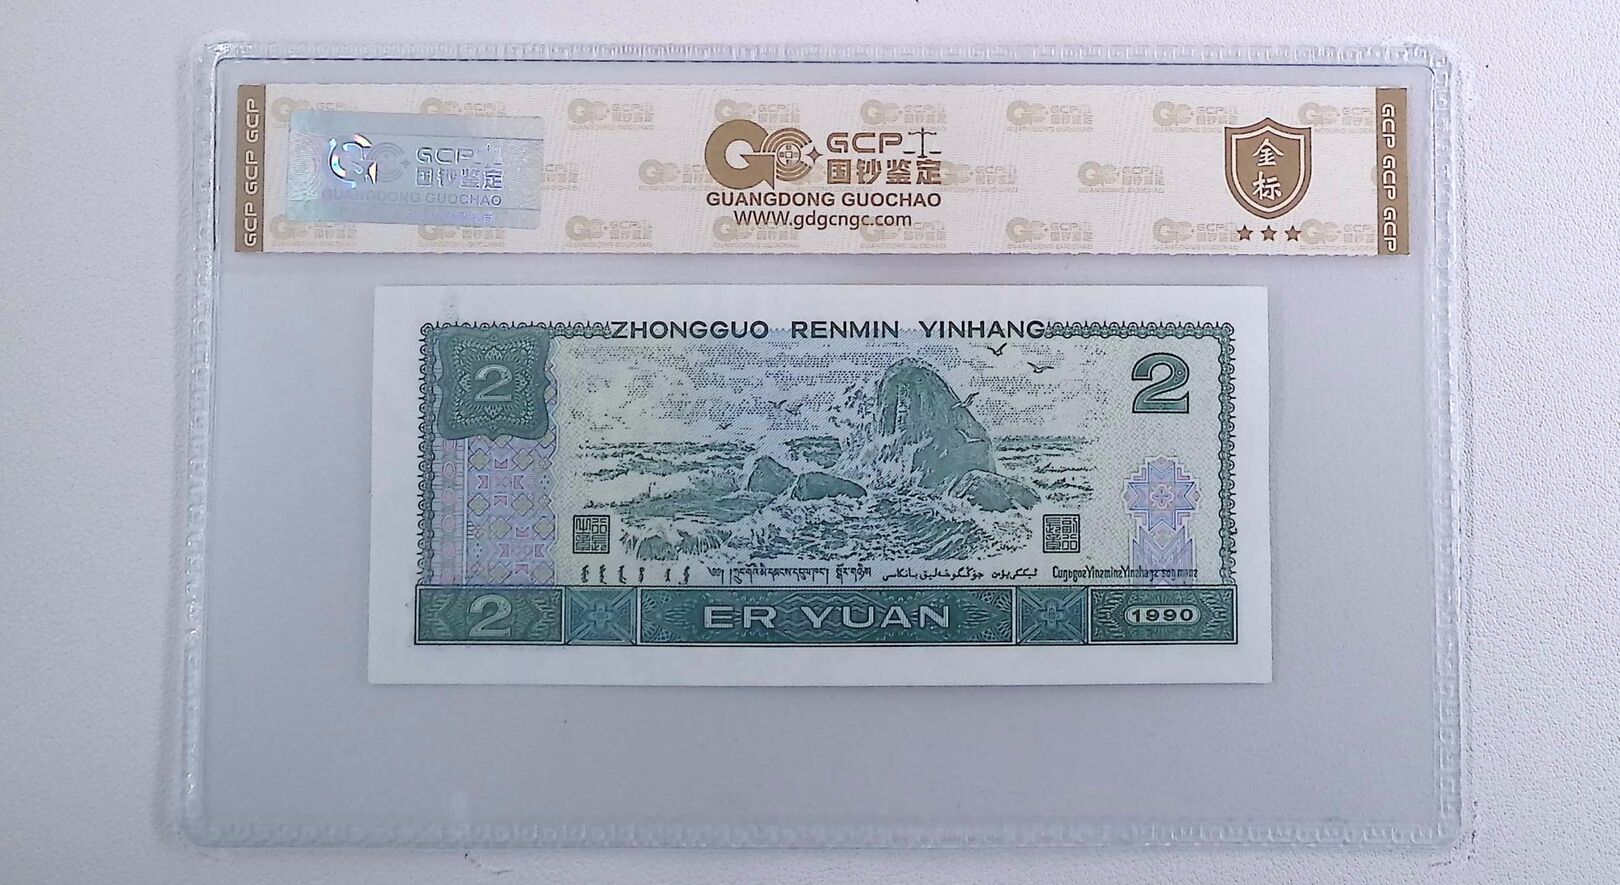 GCP GCP GCP
GCP
国钞鉴定
GUANGDONG GUOCHAO
GCP
国钞鉴定
GUANGDONG GUOCHAO
WWW.gdgcngc.com
金
标
GCP GCP GCP
ZHONGGUO RENMIN YINHANG
2
2
2
ER YUAN
1990